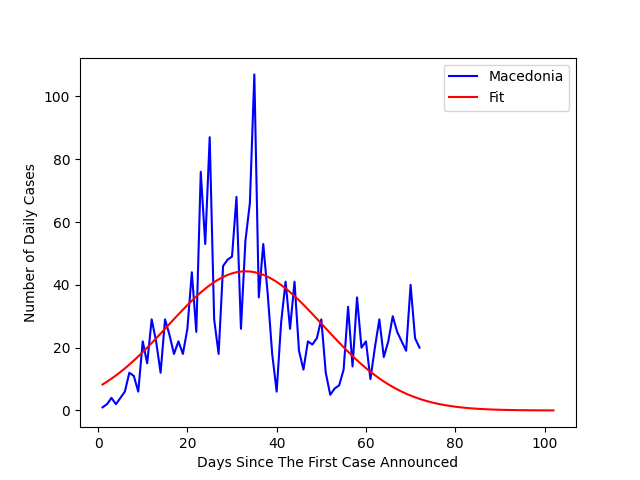 Macedonia
Fit
Number of Daily Cases
100
80
60
40
20
0
0 20 40 60 80 100
Days Since The First Case Announced